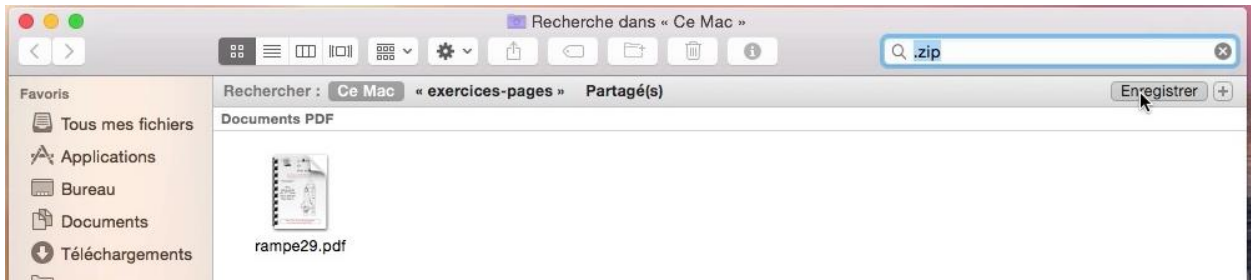 Recherche dans « Ce Mac »
.zip
Favoris
Rechercher : Ce Mac « exercices-pages » Partagé(s) Enregistrer +
Documents PDF
Tous mes fichiers
Applications
Bureau
Documents
Téléchargements
rampe29.pdf